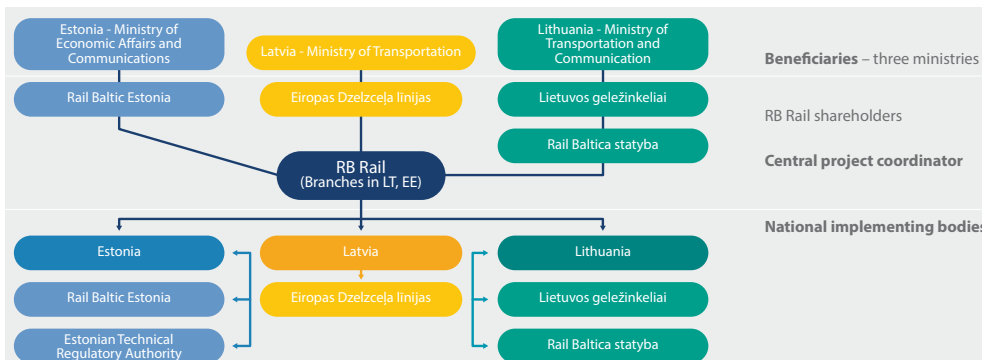 Estonia - Ministry of
Economic Affairs and
Communications
Latvia - Ministry of Transportation
Lithuania - Ministry of
Transportation and
Communication
Beneficiaries – three ministries
Rail Baltic Estonia
Eiropas Dzelzceļa linijas
Lietuvos geležinkeliai
RB Rail shareholders
Rail Baltica statyba
RB Rail
(Branches in LT, EE)
Central project coordinator
National implementing bodies
Estonia
Latvia
Lithuania
Rail Baltic Estonia
Eiropas Dzelzceļa linijas
Lietuvos geležinkeliai
Estonian Technical
Regulatory Authority
Rail Baltica statyba